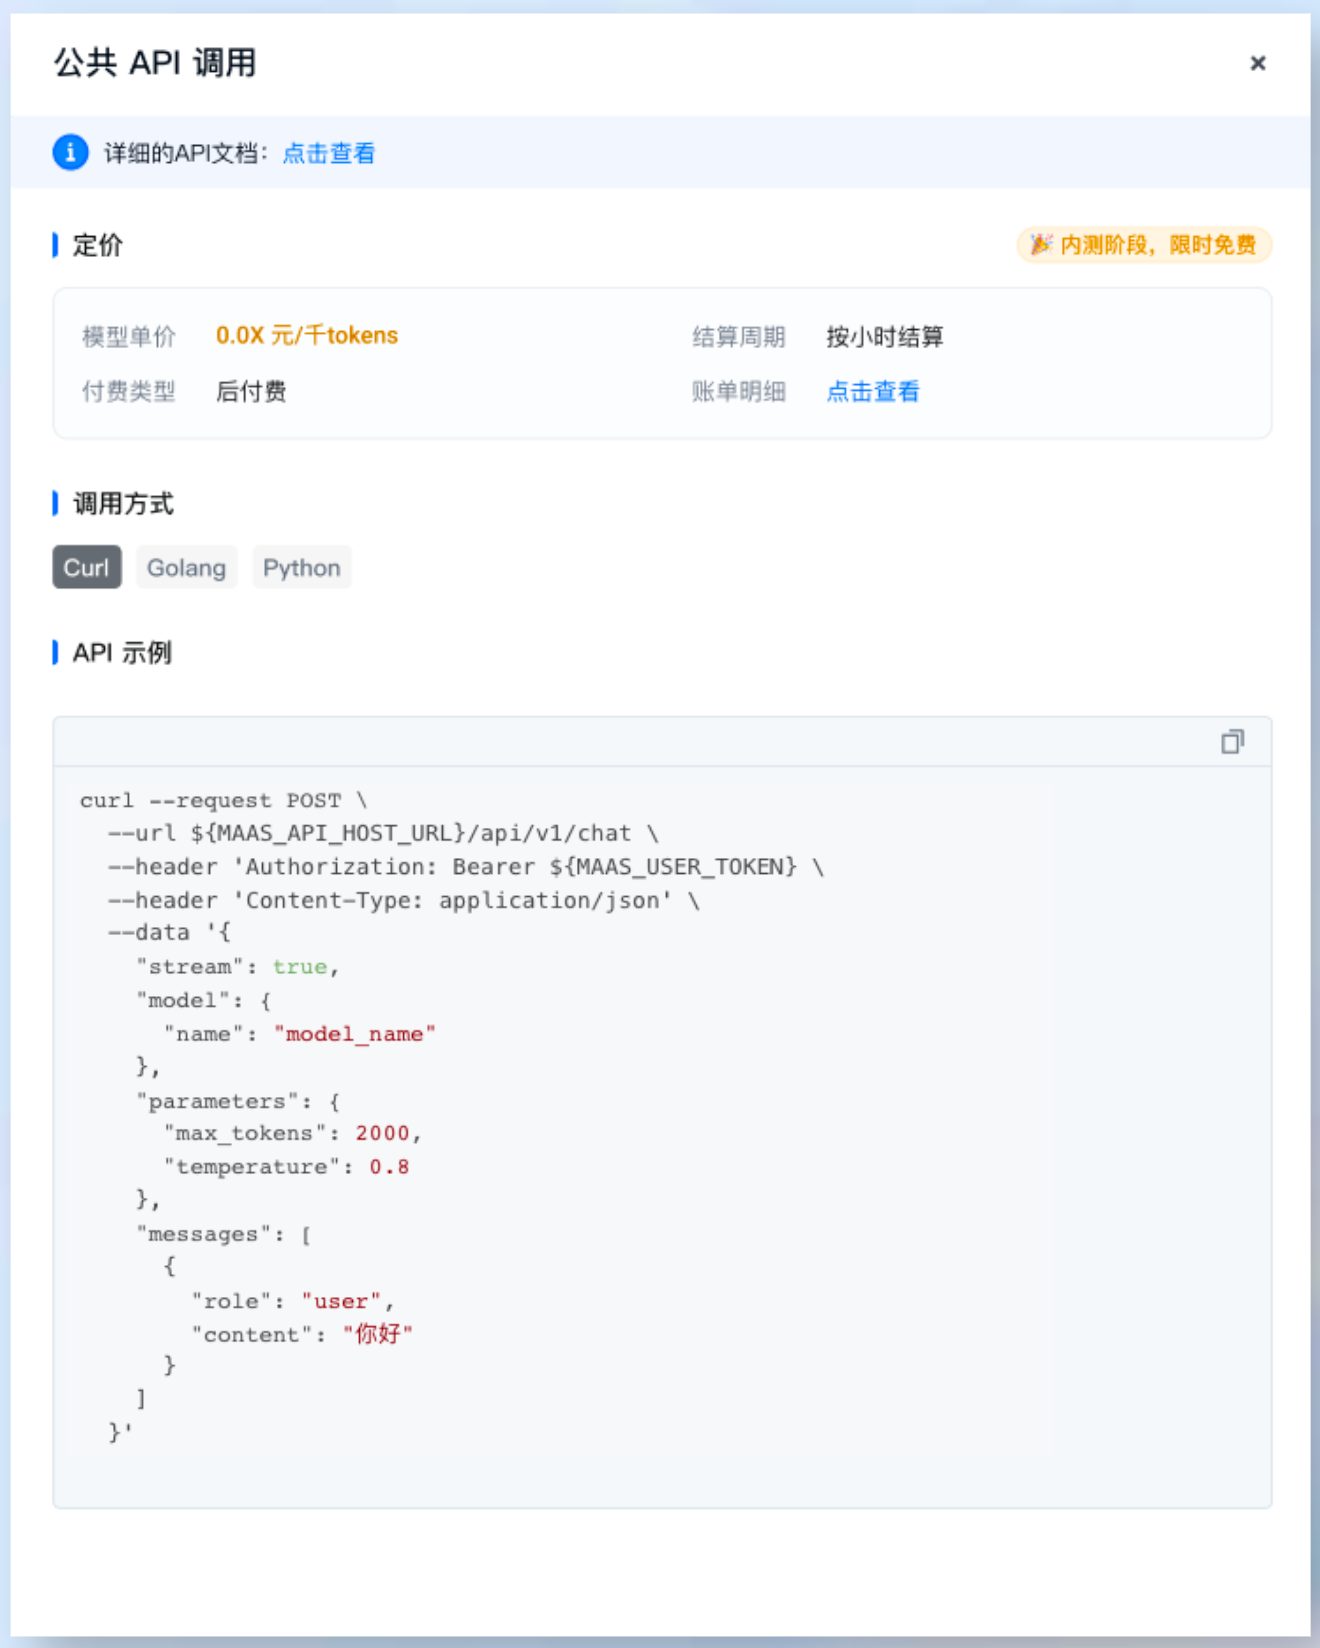 公共 API 调用
详细的API文档：点击查看
定价
🎉 内测阶段，限时免费
模型单价 0.0X 元/千tokens 结算周期 按小时结算
付费类型 后付费 账单明细 点击查看
调用方式
Curl Golang Python
API 示例
curl --request POST \
  --url ${MAAS_API_HOST_URL}/api/v1/chat \
  --header 'Authorization: Bearer ${MAAS_USER_TOKEN} \
  --header 'Content-Type: application/json' \
  --data '{
    "stream": true,
    "model": {
      "name": "model_name"
    },
    "parameters": {
      "max_tokens": 2000,
      "temperature": 0.8
    },
    "messages": [
      {
        "role": "user",
        "content": "你好"
      }
    ]
  }'